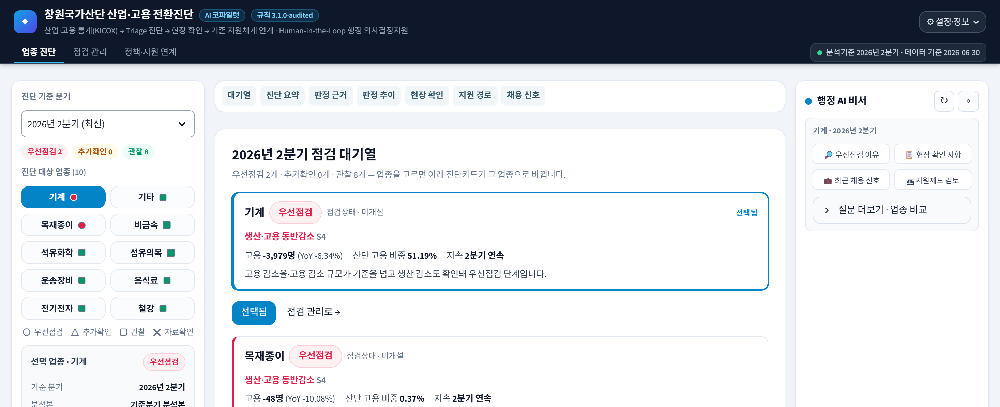 창원국가산단 산업·고용 전환진단 AI 코파일럿 규칙 3.1.0-audited
산업·고용 통계(KICOX) → Triage 진단 → 현장 확인 → 기존 지원체계 연계 · Human-in-the-Loop 행정 의사결정지원
⚙ 설정·정보
업종 진단 점검 관리 정책·지원 연계
분석기준 2026년 2분기 · 데이터 기준 2026-06-30
진단 기준 분기
2026년 2분기 (최신)
우선점검 2 추가확인 0 관찰 8
진단 대상 업종 (10)
기계 기타
목재종이 비금속
석유화학 섬유의복
운송장비 음식료
전기전자 철강
우선점검 추가확인 관찰 자료확인
선택 업종 · 기계 우선점검
기준 분기 2026년 2분기
분석본 기준분기 분석본
대기열 진단 요약 판정 근거 판정 추이 현장 확인 지원 경로 채용 신호
2026년 2분기 점검 대기열
우선점검 2개 · 추가확인 0개 · 관찰 8개 — 업종을 고르면 아래 진단카드가 그 업종으로 바뀝니다.
기계 우선점검 점검상태 · 미개설 선택됨
생산·고용 동반감소 S4
고용 -3,979명 (YoY -6.34%) 산단 고용 비중 51.19% 지속 2분기 연속
고용 감소율·고용 감소 규모가 기준을 넘고 생산 감소도 확인돼 우선점검 단계입니다.
선택됨 점검 관리로 →
목재종이 우선점검 점검상태 · 미개설
생산·고용 동반감소 S4
고용 -48명 (YoY -10.08%) 산단 고용 비중 0.37% 지속 2분기 연속
행정 AI 비서 ↻ »
기계 · 2026년 2분기
🔎 우선점검 이유 📋 현장 확인 사항
💼 최근 채용 신호 🏛 지원제도 검토
› 질문 더보기 · 업종 비교